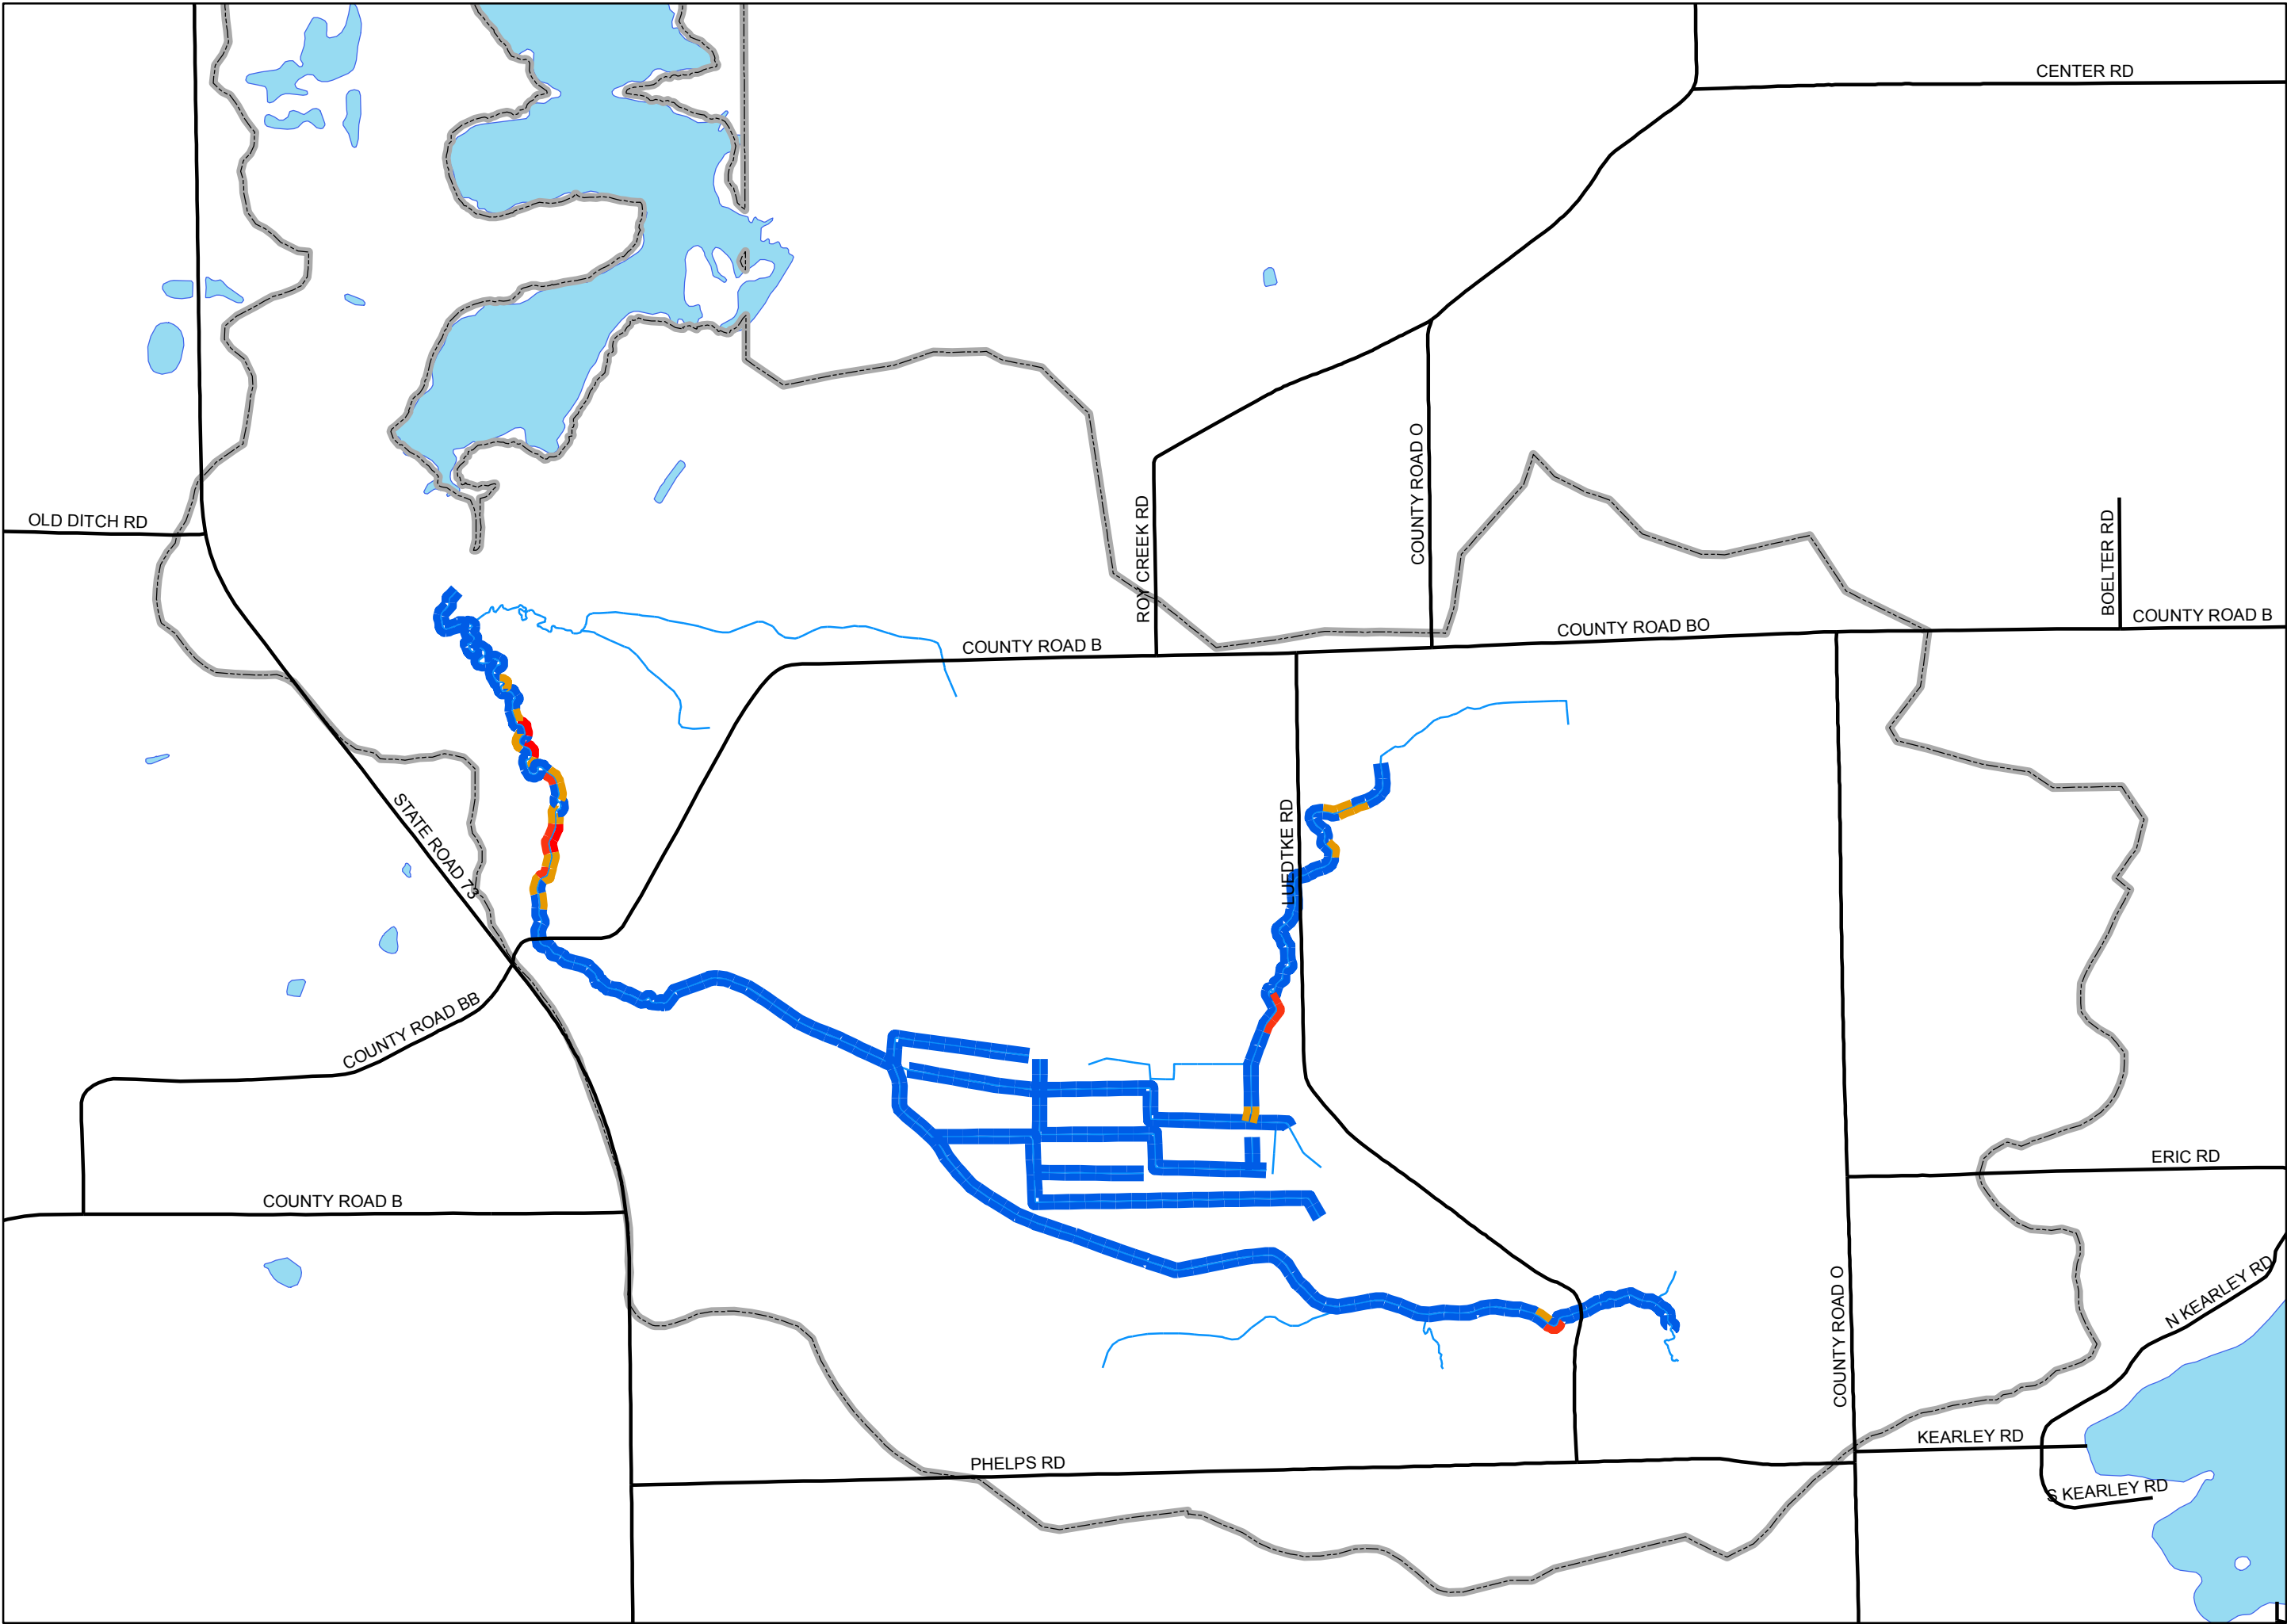 CENTER RD
OLD DITCH RD
ROY CREEK RD
COUNTY ROAD O
BOELTER RD
COUNTY ROAD B
COUNTY ROAD BO
COUNTY ROAD B
STATE ROAD 73
LUEDTKE RD
COUNTY ROAD BB
ERIC RD
COUNTY ROAD B
N KEARLEY RD
COUNTY ROAD O
KEARLEY RD
PHELPS RD
S KEARLEY RD